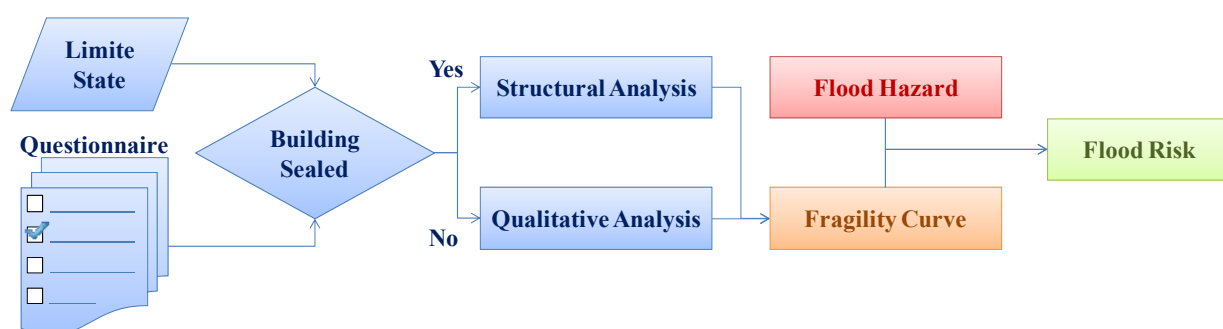 Limite
State
Questionnaire
Building
Sealed
Yes
No
Structural Analysis
Qualitative Analysis
Flood Hazard
Fragility Curve
Flood Risk